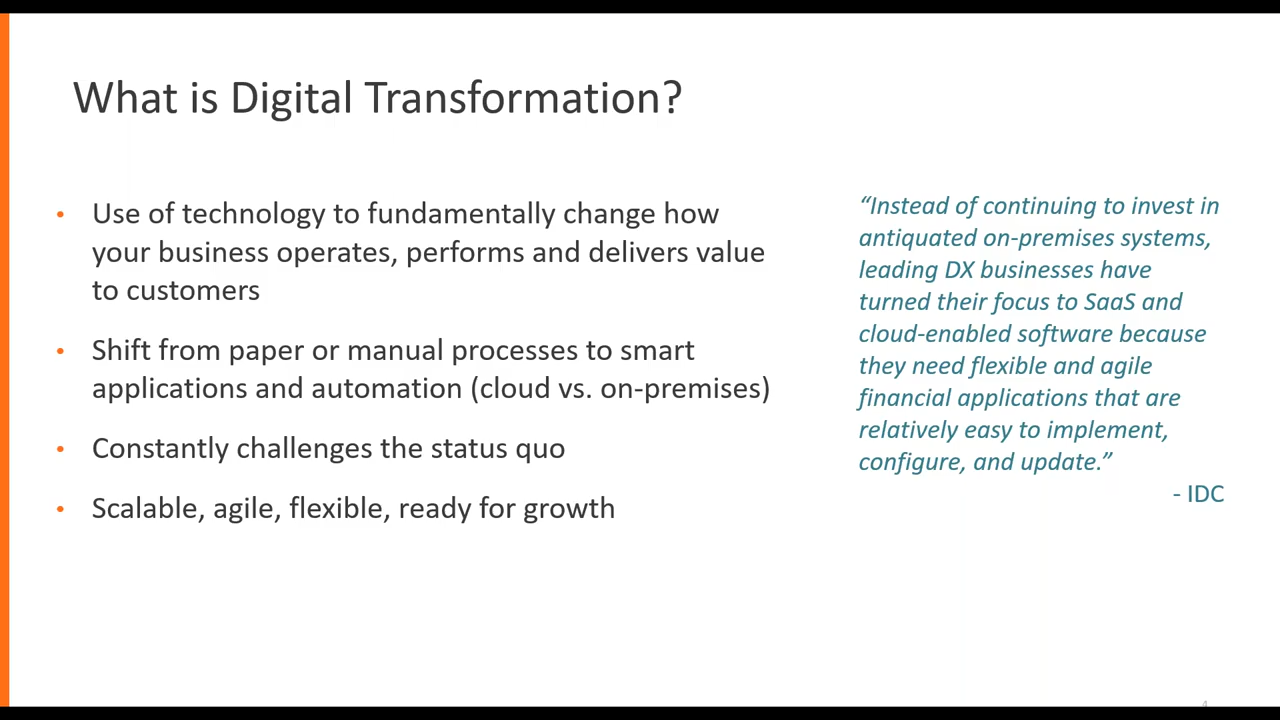 What is Digital Transformation?
• Use of technology to fundamentally change how
your business operates, performs and delivers value
to customers
• Shift from paper or manual processes to smart
applications and automation (cloud vs. on-premises)
• Constantly challenges the status quo
• Scalable, agile, flexible, ready for growth
“Instead of continuing to invest in
antiquated on-premises systems,
leading DX businesses have
turned their focus to SaaS and
cloud-enabled software because
they need flexible and agile
financial applications that are
relatively easy to implement,
configure, and update.”
- IDC
4